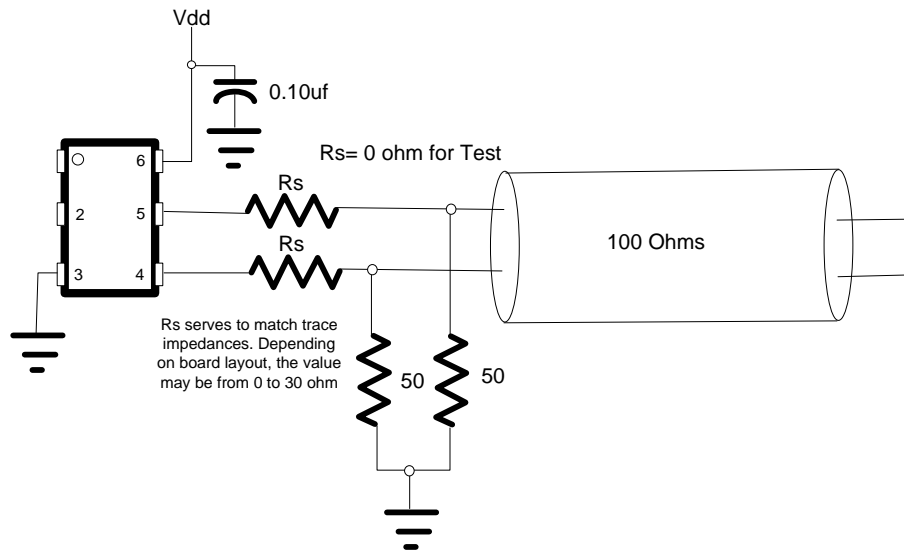 Vdd
0.10uf
6
Rs= 0 ohm for Test
Rs
2
5
100 Ohms
Rs
3
4
Rs serves to match trace
impedances. Depending
on board layout, the value
may be from 0 to 30 ohm
50
50